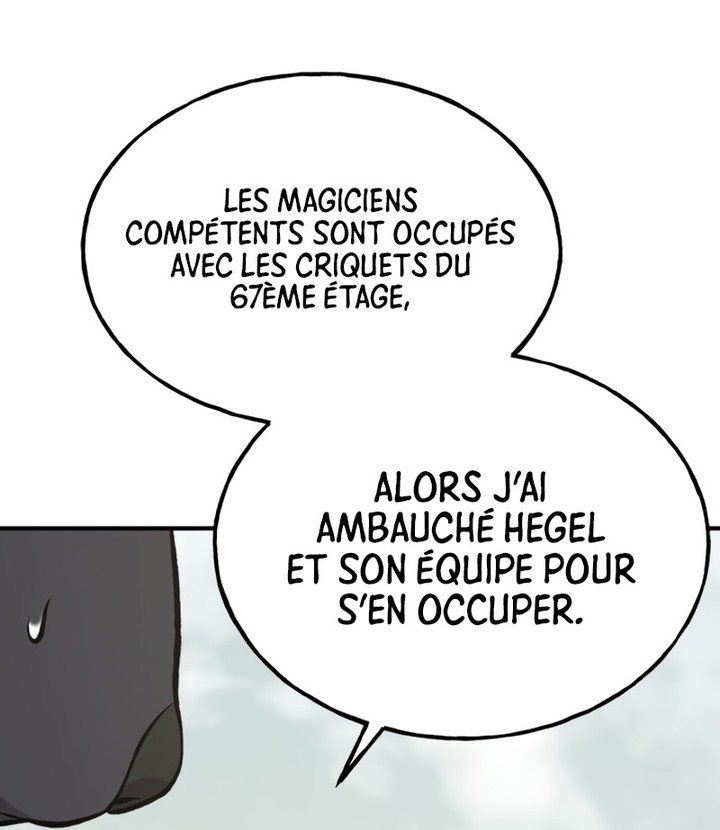 LES MAGICIENS
COMPÉTENTS SONT OCCUPÉS
AVEC LES CRIQUETS DU
67ÈME ÉTAGE,
ALORS J'AI
AMBAUCHÉ HEGEL
ET SON ÉQUIPE POUR
S'EN OCCUPER.